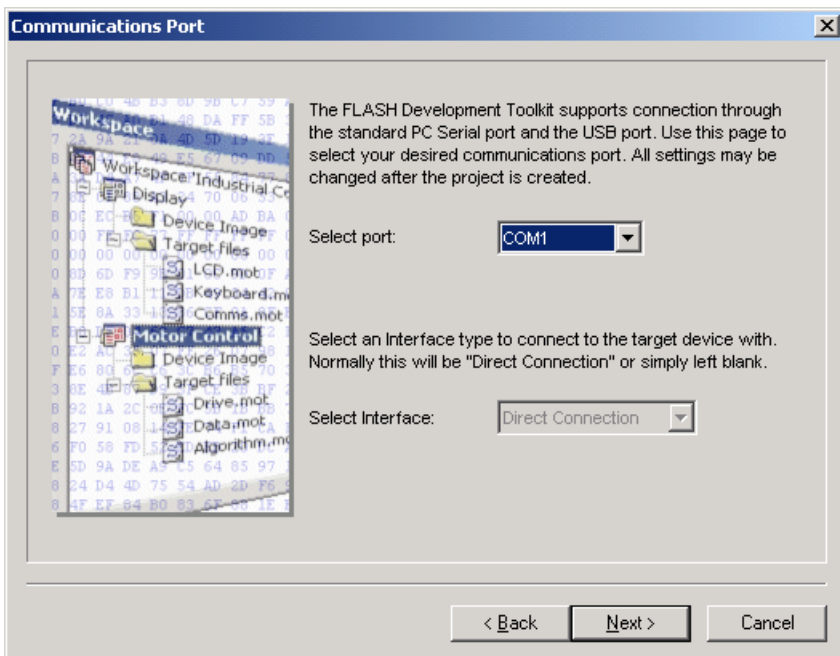 Communications Port
The FLASH Development Toolkit supports connection through
the standard PC Serial port and the USB port. Use this page to
select your desired communications port. All settings may be
changed after the project is created.
Select port:
COM1
Select an Interface type to connect to the target device with.
Normally this will be "Direct Connection" or simply left blank.
Select Interface:
Direct Connection
Workspace
Workspace 'Industrial
Display
Device Image
Target files
LCD.mot
Keyboard
Comms.mot
Motor Control
Device Image
Target files
Drive.mot
Data.mot
Algorithm
< Back
Next >
Cancel